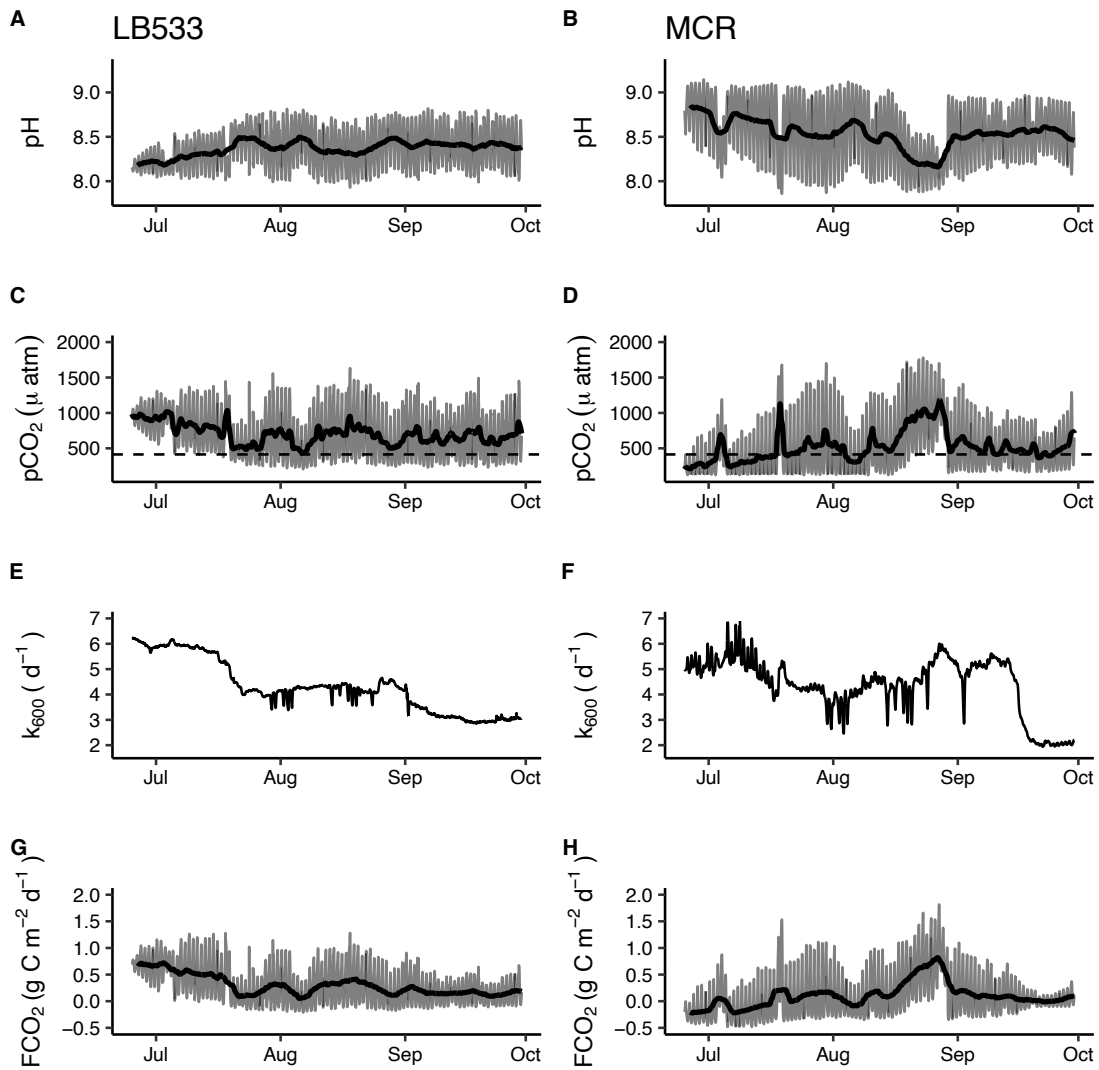 A
LB533
B
MCR
pH
9.0
8.5
8.0
Jul Aug Sep Oct
pH
9.0
8.5
8.0
Jul Aug Sep Oct
C
pCO₂ (μ atm)
2000
1500
1000
500
Jul Aug Sep Oct
D
pCO₂ (μ atm)
2000
1500
1000
500
Jul Aug Sep Oct
E
k₆₀₀ ( d⁻¹ )
7
6
5
4
3
2
Jul Aug Sep Oct
F
k₆₀₀ ( d⁻¹ )
7
6
5
4
3
2
Jul Aug Sep Oct
G
FCO₂ (g C m⁻² d⁻¹ )
2.0
1.5
1.0
0.5
0.0
−0.5
Jul Aug Sep Oct
H
FCO₂ (g C m⁻² d⁻¹ )
2.0
1.5
1.0
0.5
0.0
−0.5
Jul Aug Sep Oct